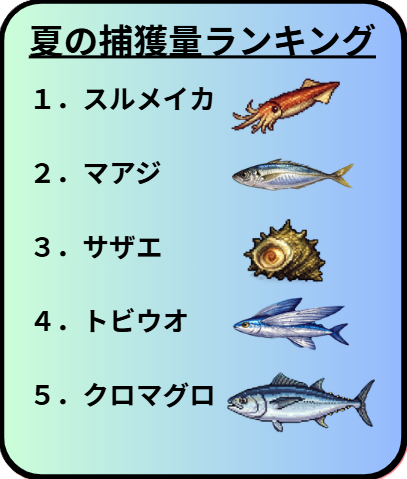 夏の捕獲量ランキング
１．スルメイカ
２．マアジ
３．サザエ
４．トビウオ
５．クロマグロ